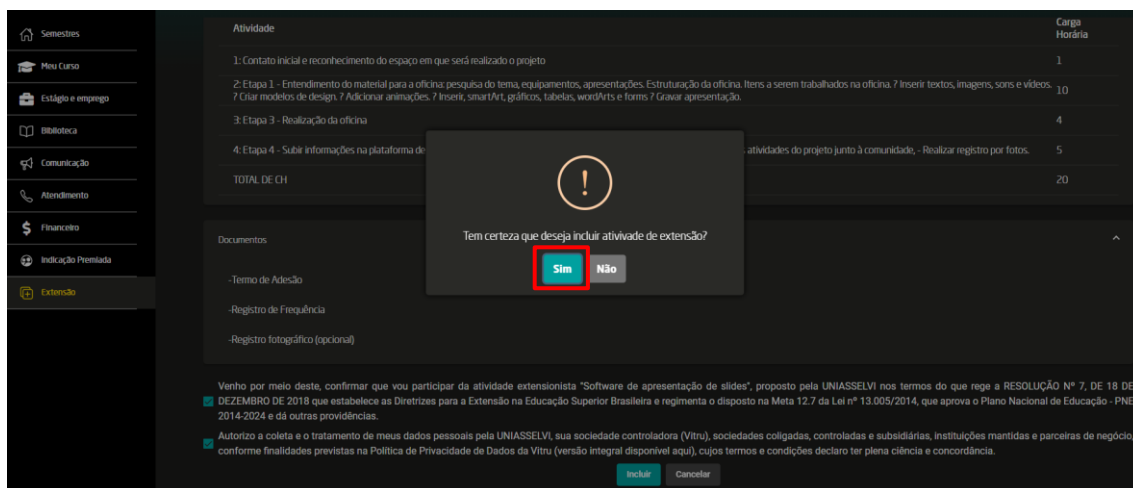 Semestres
Meu Curso
Estágio e emprego
Biblioteca
Comunicação
Atendimento
Financeiro
Indicação Premiada
Extensão
Atividade
Carga
Horária
1: Contato inicial e reconhecimento do espaço em que será realizado o projeto
1
2: Etapa 1 - Entendimento do material para a oficina: pesquisa do tema, equipamentos, apresentações. Estruturação da oficina. Itens a serem trabalhados na oficina. ? Inserir textos, imagens, sons e vídeos.
? Criar modelos de design. ? Adicionar animações. ? Inserir, smartArt, gráficos, tabelas, wordArts e forms ? Gravar apresentação.
10
3: Etapa 3 - Realização da oficina
4
4: Etapa 4 - Subir informações na plataforma de
atividades do projeto junto à comunidade, - Realizar registro por fotos.
5
TOTAL DE CH
20
!
Tem certeza que deseja incluir ativivade de extensão?
Sim
Não
Documentos
-Termo de Adesão
-Registro de Frequência
-Registro fotográfico (opcional)
Venho por meio deste, confirmar que vou participar da atividade extensionista "Software de apresentação de slides", proposto pela UNIASSELVI nos termos do que rege a RESOLUÇÃO Nº 7, DE 18 DE
DEZEMBRO DE 2018 que estabelece as Diretrizes para a Extensão na Educação Superior Brasileira e regimenta o disposto na Meta 12.7 da Lei nº 13.005/2014, que aprova o Plano Nacional de Educação - PNE
2014-2024 e dá outras providências.
Autorizo a coleta e o tratamento de meus dados pessoais pela UNIASSELVI, sua sociedade controladora (Vitru), sociedades coligadas, controladas e subsidiárias, instituições mantidas e parceiras de negócio,
conforme finalidades previstas na Política de Privacidade de Dados da Vitru (versão integral disponível aqui), cujos termos e condições declaro ter plena ciência e concordância.
Incluir
Cancelar